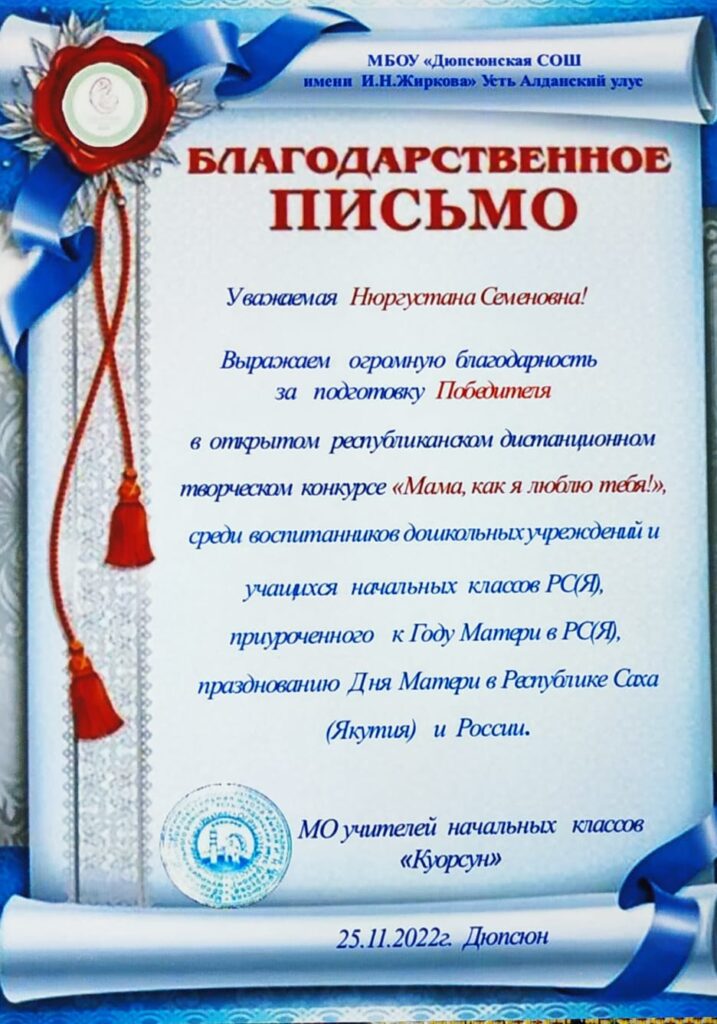 МБОУ «Дюпсюнская СОШ
имени И.Н.Жиркова» Усть Алданский улус
БЛАГОДАРСТВЕННОЕ
ПИСЬМО
Уважаемая Нюргустана Семеновна!
Выражаем огромную благодарность
за подготовку Победителя
в открытом республиканском дистанционном
творческом конкурсе «Мама, как я люблю тебя!»,
среди воспитанников дошкольных учреждений и
учащихся начальных классов РС(Я),
приуроченного к Году Матери в РС(Я),
празднованию Дня Матери в Республике Саха
(Якутия) и России.
МО учителей начальных классов
«Куорсун»
25.11.2022г. Дюпсюн